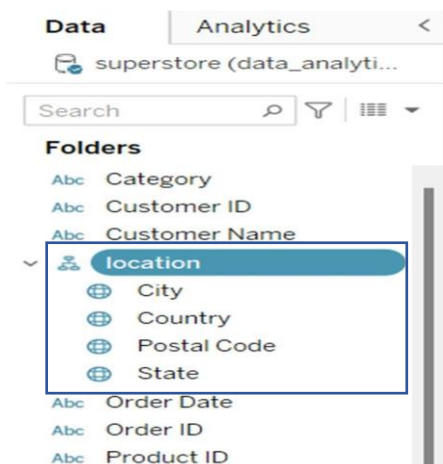 Data Analytics <
superstore (data_analyti...
Search
Folders
Abc Category
Abc Customer ID
Abc Customer Name
location
City
Country
Postal Code
State
Abc Order Date
Abc Order ID
Abc Product ID